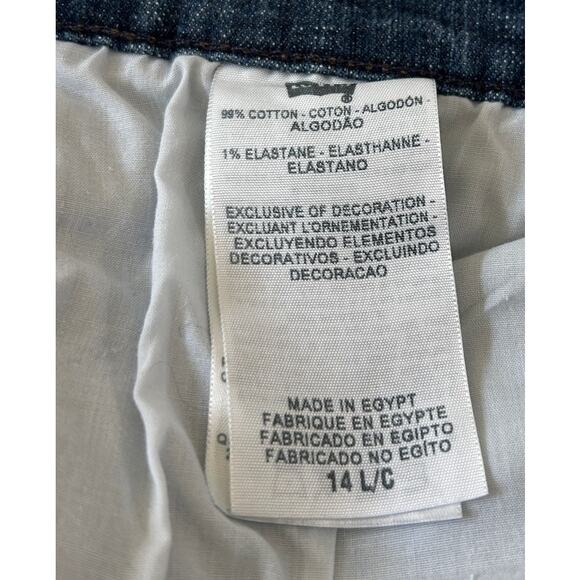 ®
99% COTTON - COTON - ALGODÓN -
ALGODÃO
1% ELASTANE - ELASTHANNE -
ELASTANO
EXCLUSIVE OF DECORATION -
EXCLUANT L'ORNEMENTATION -
EXCLUYENDO ELEMENTOS
DECORATIVOS - EXCLUINDO
DECORACAO
MADE IN EGYPT
FABRIQUE EN EGYPTE
FABRICADO EN EGIPTO
FABRICADO NO EGÍTO
14 L/C